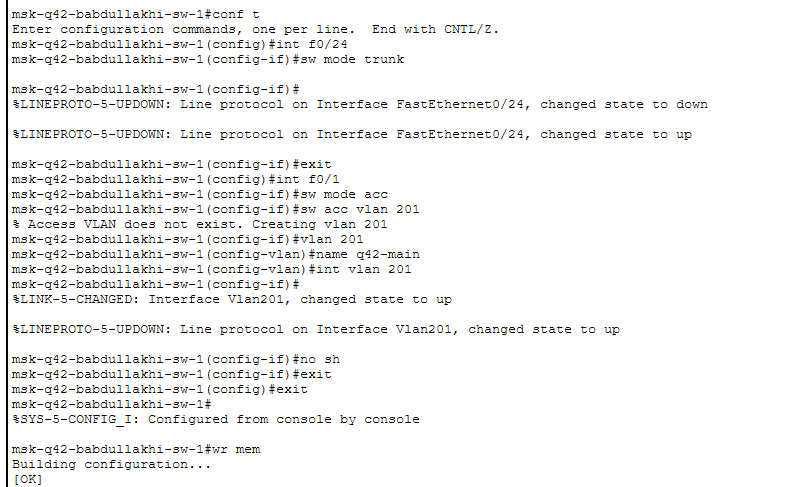 msk-q42-babdullakhi-sw-1#conf t
Enter configuration commands, one per line.  End with CNTL/Z.
msk-q42-babdullakhi-sw-1(config)#int f0/24
msk-q42-babdullakhi-sw-1(config-if)#sw mode trunk
msk-q42-babdullakhi-sw-1(config-if)#
%LINEPROTO-5-UPDOWN: Line protocol on Interface FastEthernet0/24, changed state to down
%LINEPROTO-5-UPDOWN: Line protocol on Interface FastEthernet0/24, changed state to up
msk-q42-babdullakhi-sw-1(config-if)#exit
msk-q42-babdullakhi-sw-1(config)#int f0/1
msk-q42-babdullakhi-sw-1(config-if)#sw mode acc
msk-q42-babdullakhi-sw-1(config-if)#sw acc vlan 201
% Access VLAN does not exist. Creating vlan 201
msk-q42-babdullakhi-sw-1(config-if)#vlan 201
msk-q42-babdullakhi-sw-1(config-vlan)#name q42-main
msk-q42-babdullakhi-sw-1(config-vlan)#int vlan 201
msk-q42-babdullakhi-sw-1(config-if)#
%LINK-5-CHANGED: Interface Vlan201, changed state to up
%LINEPROTO-5-UPDOWN: Line protocol on Interface Vlan201, changed state to up
msk-q42-babdullakhi-sw-1(config-if)#no sh
msk-q42-babdullakhi-sw-1(config-if)#exit
msk-q42-babdullakhi-sw-1(config)#exit
msk-q42-babdullakhi-sw-1#
%SYS-5-CONFIG_I: Configured from console by console
msk-q42-babdullakhi-sw-1#wr mem
Building configuration...
[OK]